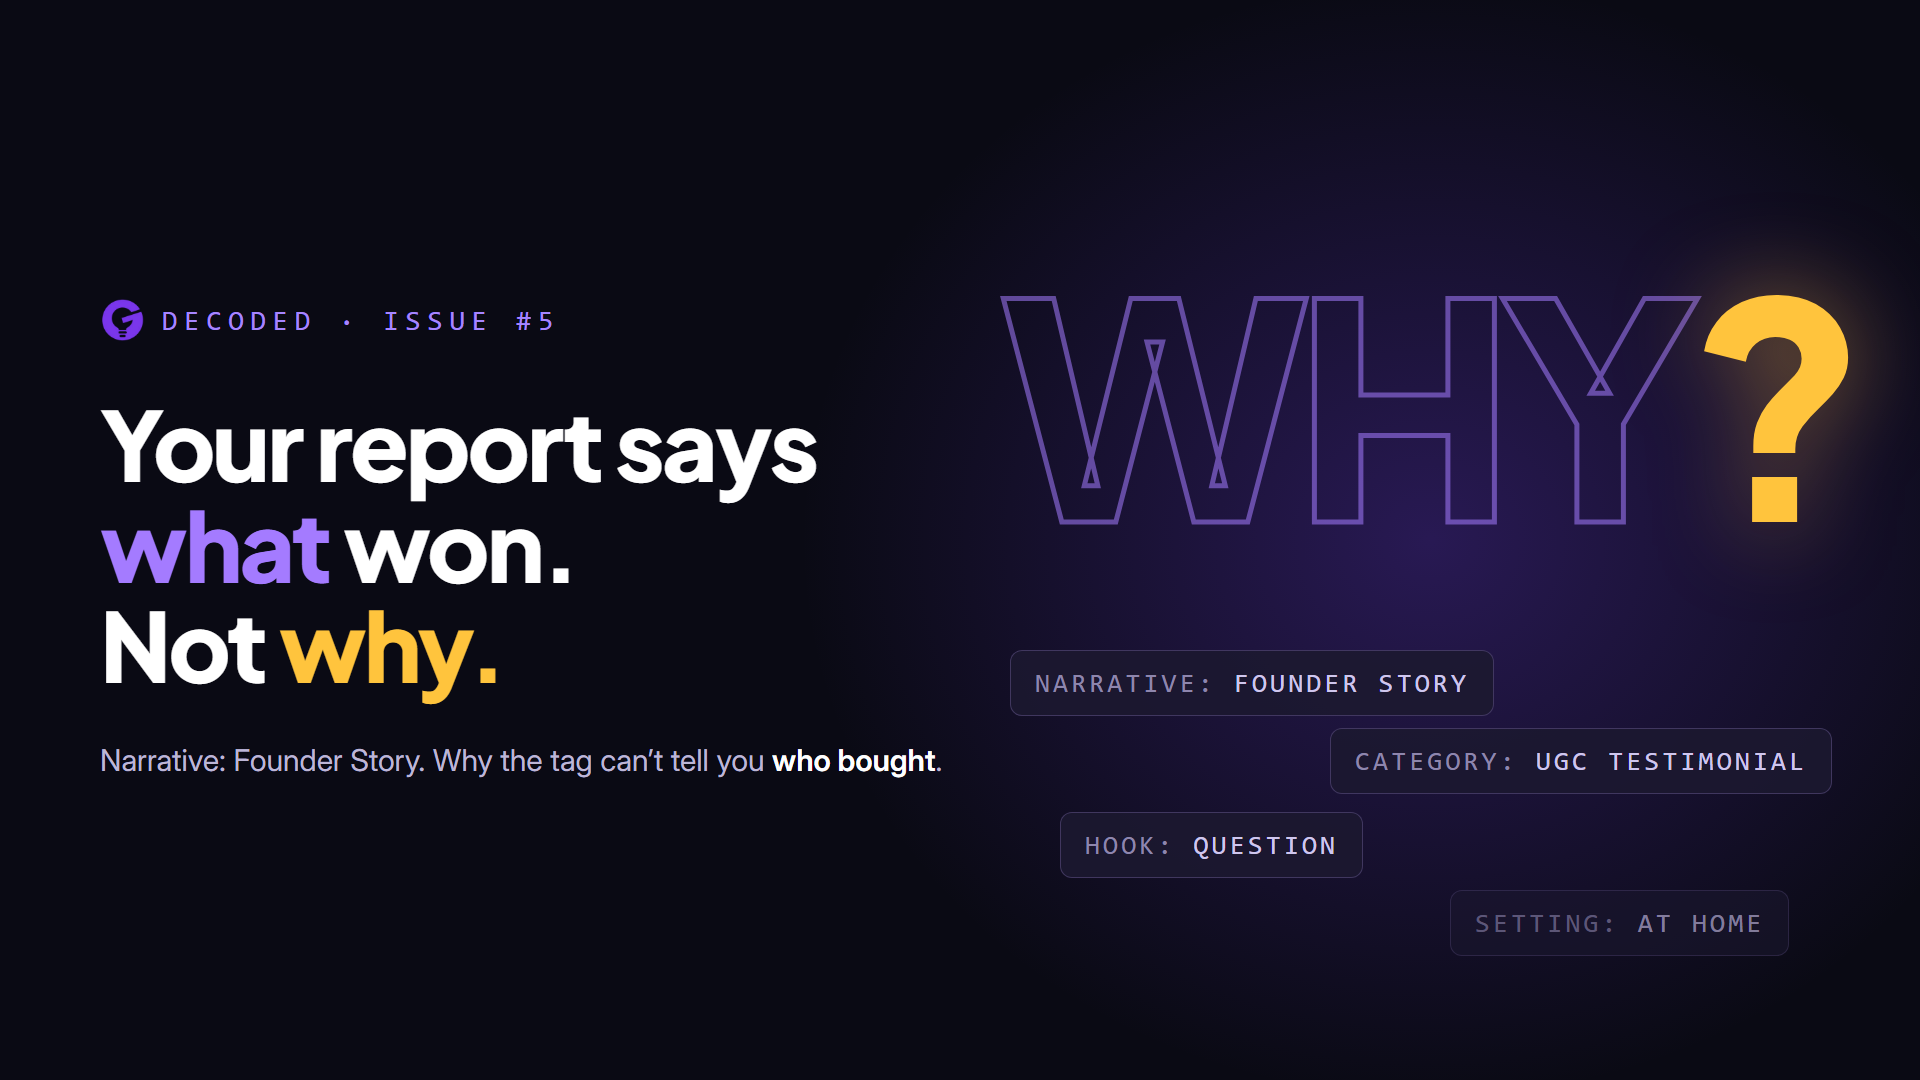 DECODED · ISSUE #5
Your report says
what won.
Not why.
Narrative: Founder Story. Why the tag can’t tell you who bought.
WHY?
NARRATIVE: FOUNDER STORY
CATEGORY: UGC TESTIMONIAL
HOOK: QUESTION
SETTING: AT HOME